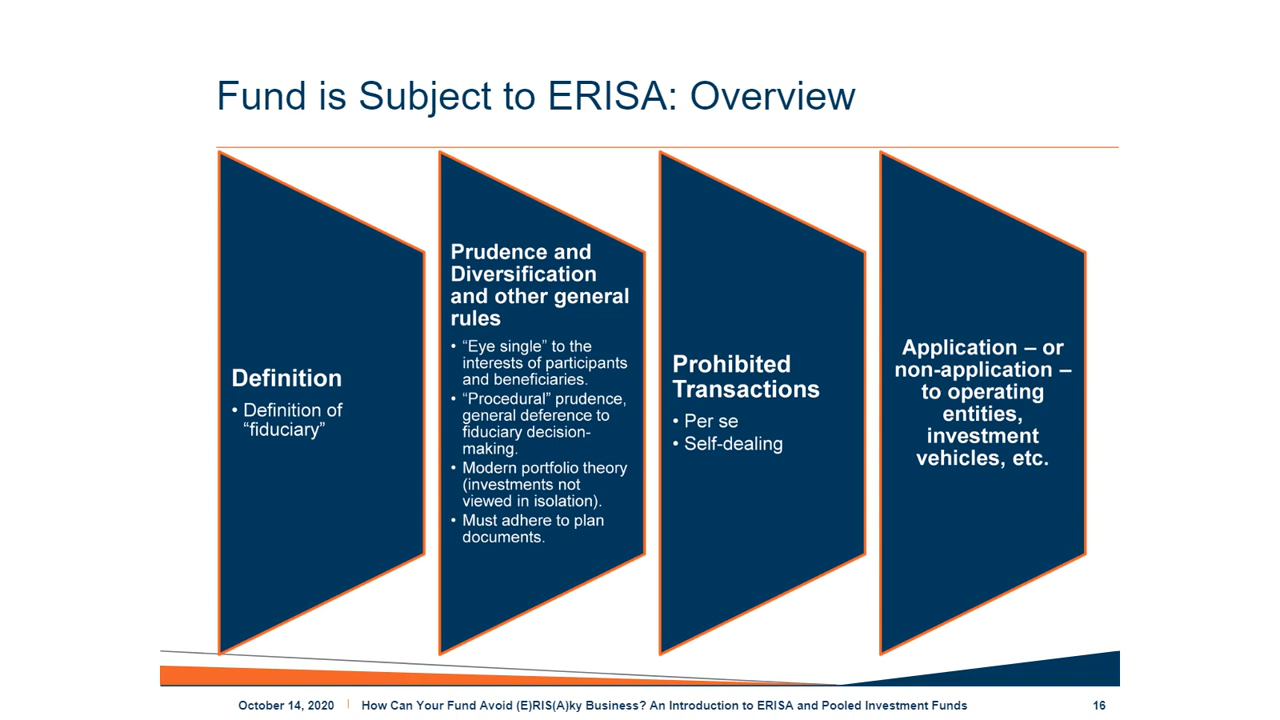 Fund is Subject to ERISA: Overview
Definition
• Definition of
“fiduciary”
Prudence and
Diversification
and other general
rules
• “Eye single” to the
interests of participants
and beneficiaries.
• “Procedural” prudence,
general deference to
fiduciary decision-
making.
• Modern portfolio theory
(investments not
viewed in isolation).
• Must adhere to plan
documents.
Prohibited
Transactions
• Per se
• Self-dealing
Application – or
non-application –
to operating
entities,
investment
vehicles, etc.
October 14, 2020 | How Can Your Fund Avoid (E)RIS(A)ky Business? An Introduction to ERISA and Pooled Investment Funds 16